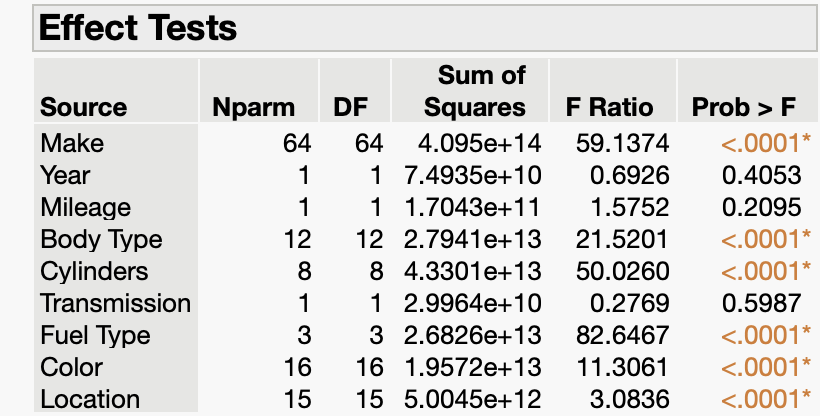 Effect Tests
Sum of
Source Nparm DF Squares F Ratio Prob > F
Make 64 64 4.095e+14 59.1374 <.0001*
Year 1 1 7.4935e+10 0.6926 0.4053
Mileage 1 1 1.7043e+11 1.5752 0.2095
Body Type 12 12 2.7941e+13 21.5201 <.0001*
Cylinders 8 8 4.3301e+13 50.0260 <.0001*
Transmission 1 1 2.9964e+10 0.2769 0.5987
Fuel Type 3 3 2.6826e+13 82.6467 <.0001*
Color 16 16 1.9572e+13 11.3061 <.0001*
Location 15 15 5.0045e+12 3.0836 <.0001*